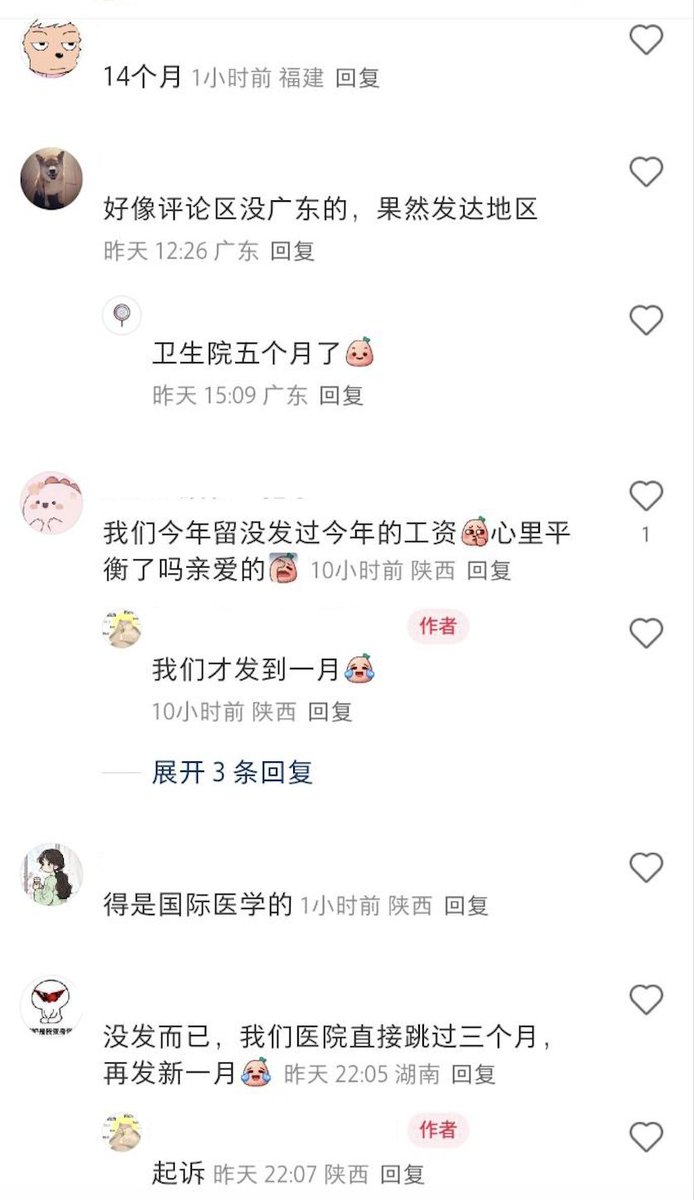 14个月 1小时前 福建 回复
好像评论区没广东的，果然发达地区
昨天 12:26 广东 回复
卫生院五个月了
昨天 15:09 广东 回复
我们今年留没发过今年的工资心里平
1
衡了吗亲爱的 10小时前 陕西 回复
作者
我们才发到一月
10小时前 陕西 回复
展开 3 条回复
得是国际医学的 1小时前 陕西 回复
没发而已，我们医院直接跳过三个月，
再发新一月 昨天 22:05 湖南 回复
作者
起诉 昨天 22:07 陕西 回复